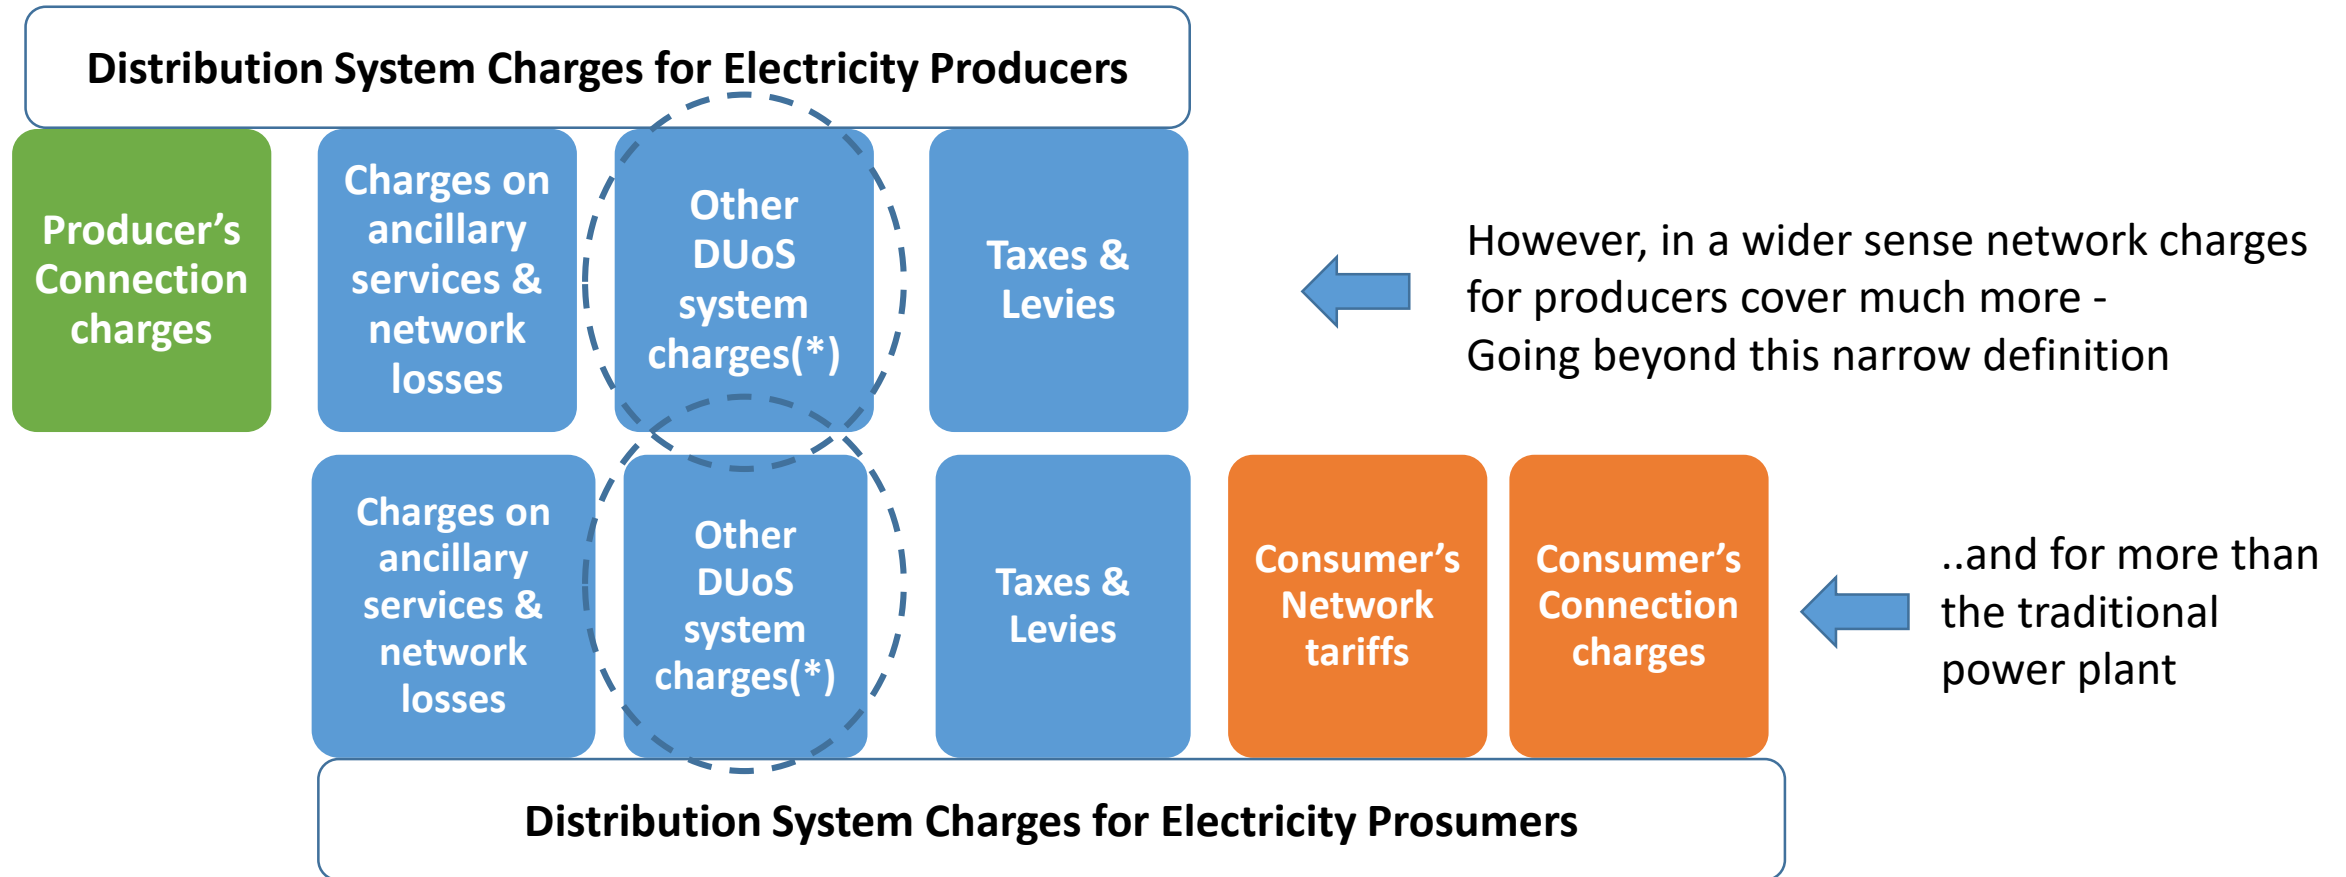 Distribution System Charges for Electricity Producers
Producer’s
Connection
charges
Charges on
ancillary
services &
network
losses
Other
DUoS
system
charges(*)
Taxes &
Levies
However, in a wider sense network charges
for producers cover much more -
Going beyond this narrow definition
Charges on
ancillary
services &
network
losses
Other
DUoS
system
charges(*)
Taxes &
Levies
Consumer’s
Network
tariffs
Consumer’s
Connection
charges
..and for more than
the traditional
power plant
Distribution System Charges for Electricity Prosumers